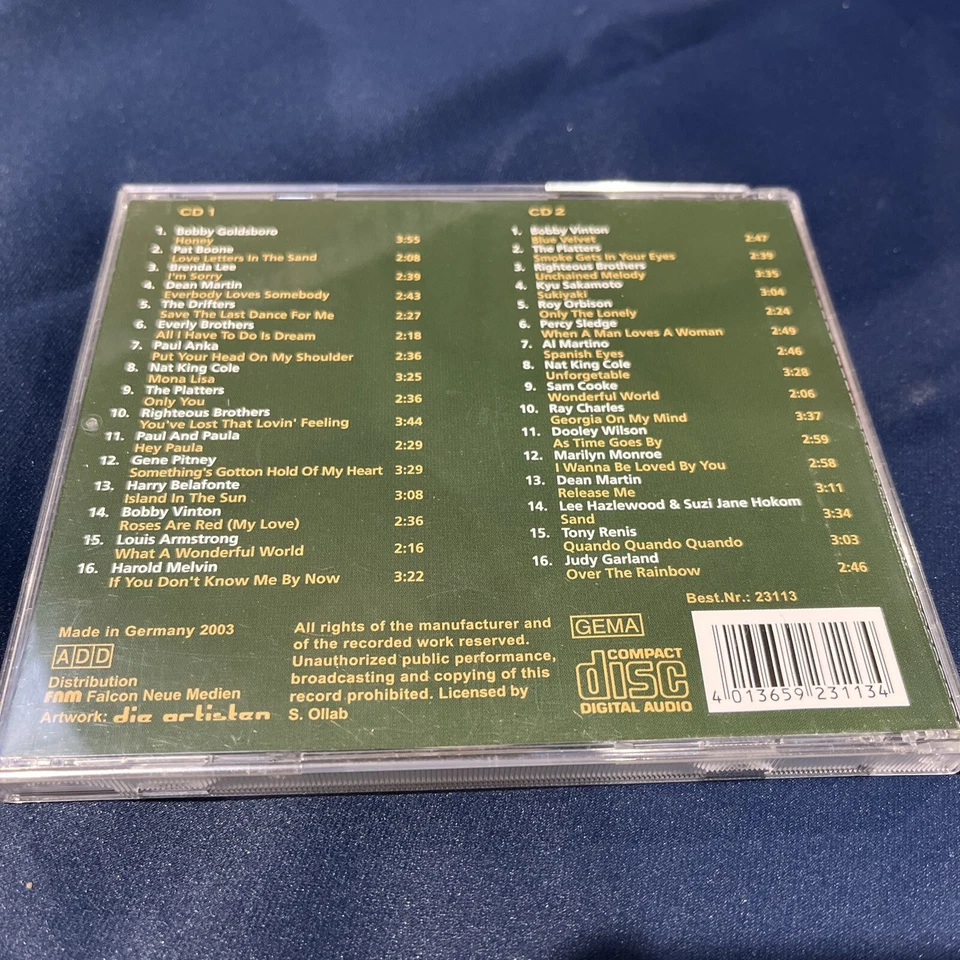 CD 1
1. Bobby Goldsboro
Honey 3:55
2. Pat Boone
Love Letters In The Sand 2:08
3. Brenda Lee
I'm Sorry 2:39
4. Dean Martin
Everbody Loves Somebody 2:43
5. The Drifters
Save The Last Dance For Me 2:27
6. Everly Brothers
All I Have To Do Is Dream 2:18
7. Paul Anka
Put Your Head On My Shoulder 2:36
8. Nat King Cole
Mona Lisa 3:25
9. The Platters
Only You 2:36
10. Righteous Brothers
You've Lost That Lovin' Feeling 3:44
11. Paul And Paula
Hey Paula 2:29
12. Gene Pitney
Something's Gotton Hold Of My Heart 3:29
13. Harry Belafonte
Island In The Sun 3:08
14. Bobby Vinton
Roses Are Red (My Love) 2:36
15. Louis Armstrong
What A Wonderful World 2:16
16. Harold Melvin
If You Don't Know Me By Now 3:22
CD 2
1. Bobby Vinton
Blue Velvet 2:47
2. The Platters
Smoke Gets In Your Eyes 2:39
3. Righteous Brothers
Unchained Melody 3:35
4. Kyu Sakamoto
Sukiyaki 3:04
5. Roy Orbison
Only The Lonely 2:24
6. Percy Sledge
When A Man Loves A Woman 2:49
7. Al Martino
Spanish Eyes 2:46
8. Nat King Cole
Unforgetable 3:28
9. Sam Cooke
Wonderful World 2:06
10. Ray Charles
Georgia On My Mind 3:37
11. Dooley Wilson
As Time Goes By 2:59
12. Marilyn Monroe
I Wanna Be Loved By You 2:58
13. Dean Martin
Release Me 3:11
14. Lee Hazlewood & Suzi Jane Hokom
Sand 3:34
15. Tony Renis
Quando Quando Quando 3:03
16. Judy Garland
Over The Rainbow 2:46
Best.Nr.: 23113
Made in Germany 2003
ADD
Distribution
FNM Falcon Neue Medien
Artwork: die artisten
All rights of the manufacturer and
of the recorded work reserved.
Unauthorized public performance,
broadcasting and copying of this
record prohibited. Licensed by
S. Ollab
GEMA
COMPACT
disc
DIGITAL AUDIO
4 013659 231134